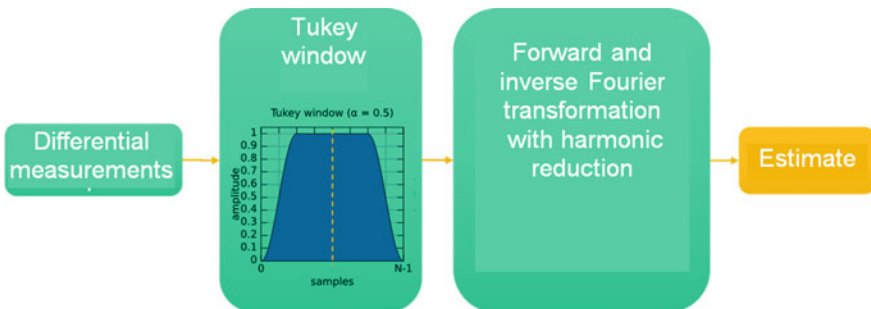 Differential
measurements
Tukey
window
Tukey window (α = 0.5)
amplitude
1
0.9
0.8
0.7
0.6
0.5
0.4
0.3
0.2
0.1
0
0
N-1
samples
Forward and
inverse Fourier
transformation
with harmonic
reduction
Estimate